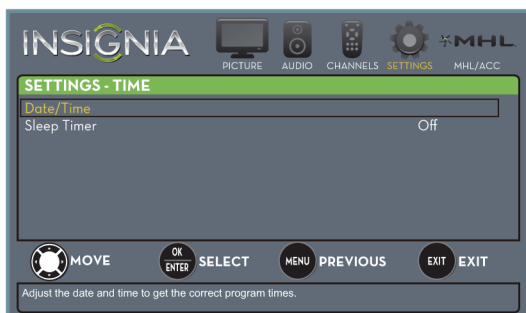 INSIGNIA
PICTURE AUDIO CHANNELS SETTINGS MHL MHL/ACC
SETTINGS - TIME
Date/Time
Sleep Timer Off
MOVE OK ENTER SELECT MENU PREVIOUS EXIT EXIT
Adjust the date and time to get the correct program times.